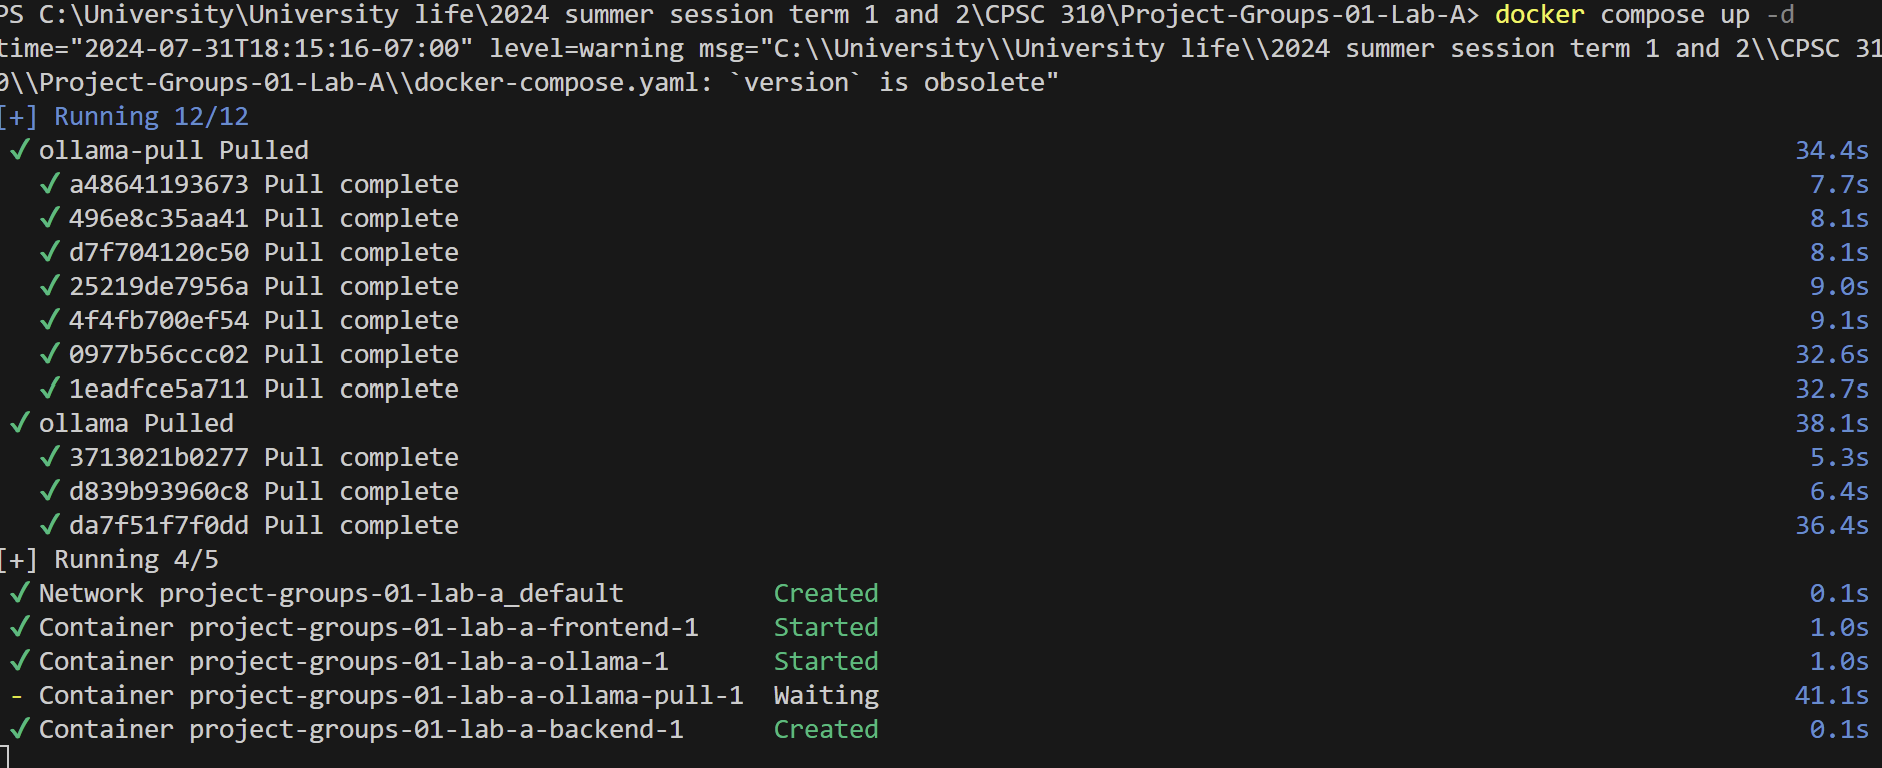 PS C:\University\University life\2024 summer session term 1 and 2\CPSC 310\Project-Groups-01-Lab-A> docker compose up -d
time="2024-07-31T18:15:16-07:00" level=warning msg="C:\\University\\University life\\2024 summer session term 1 and 2\\CPSC 31
0\\Project-Groups-01-Lab-A\\docker-compose.yaml: `version` is obsolete"
[+] Running 12/12
✓ ollama-pull Pulled 34.4s
✓ a48641193673 Pull complete 7.7s
✓ 496e8c35aa41 Pull complete 8.1s
✓ d7f704120c50 Pull complete 8.1s
✓ 25219de7956a Pull complete 9.0s
✓ 4f4fb700ef54 Pull complete 9.1s
✓ 0977b56ccc02 Pull complete 32.6s
✓ 1eadfce5a711 Pull complete 32.7s
✓ ollama Pulled 38.1s
✓ 3713021b0277 Pull complete 5.3s
✓ d839b93960c8 Pull complete 6.4s
✓ da7f51f7f0dd Pull complete 36.4s
[+] Running 4/5
✓ Network project-groups-01-lab-a_default Created 0.1s
✓ Container project-groups-01-lab-a-frontend-1 Started 1.0s
✓ Container project-groups-01-lab-a-ollama-1 Started 1.0s
- Container project-groups-01-lab-a-ollama-pull-1 Waiting 41.1s
✓ Container project-groups-01-lab-a-backend-1 Created 0.1s